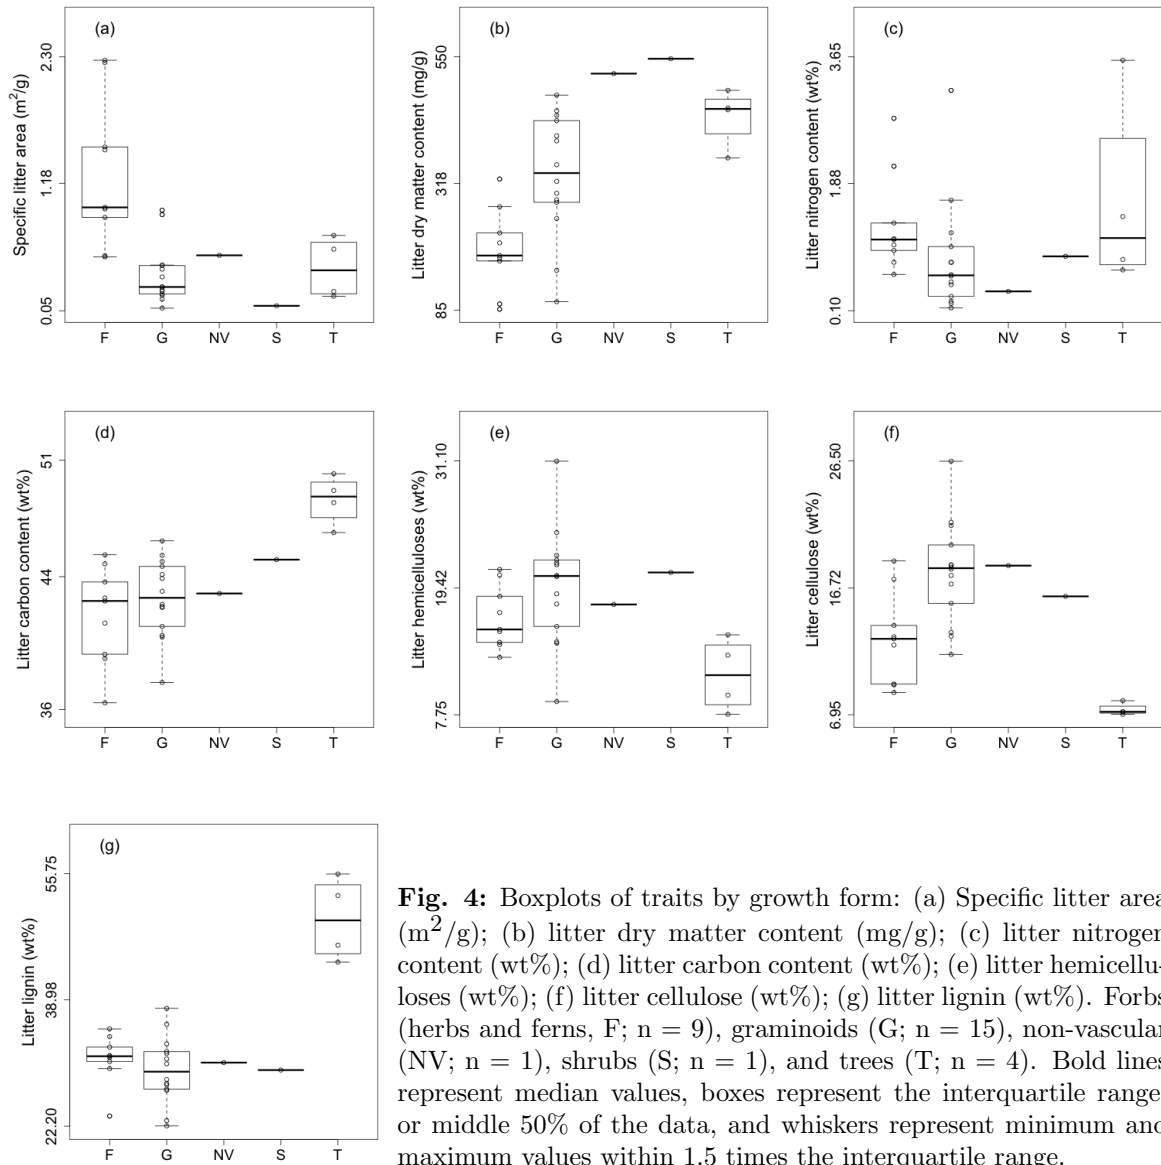 (a)
Specific litter area (m²/g)
2.30
1.18
0.05
F G NV S T
(b)
Litter dry matter content (mg/g)
550
318
85
F G NV S T
(c)
Litter nitrogen content (wt%)
3.65
1.88
0.10
F G NV S T
(d)
Litter carbon content (wt%)
51
44
36
F G NV S T
(e)
Litter hemicelluloses (wt%)
31.10
19.42
7.75
F G NV S T
(f)
Litter cellulose (wt%)
26.50
16.72
6.95
F G NV S T
(g)
Litter lignin (wt%)
55.75
38.98
22.20
F G NV S T
Fig. 4: Boxplots of traits by growth form: (a) Specific litter area
(m²/g); (b) litter dry matter content (mg/g); (c) litter nitrogen
content (wt%); (d) litter carbon content (wt%); (e) litter hemicellu-
loses (wt%); (f) litter cellulose (wt%); (g) litter lignin (wt%). Forbs
(herbs and ferns, F; n = 9), graminoids (G; n = 15), non-vascular
(NV; n = 1), shrubs (S; n = 1), and trees (T; n = 4). Bold lines
represent median values, boxes represent the interquartile range
or middle 50% of the data, and whiskers represent minimum and
maximum values within 1.5 times the interquartile range.